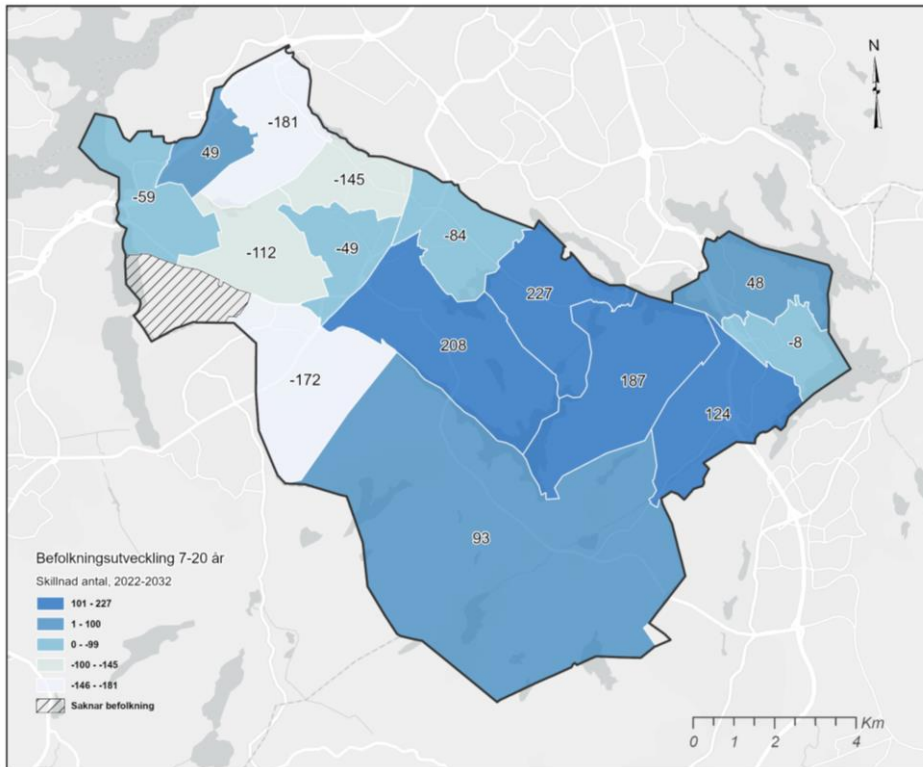 N
-181
49
-145
-59
-84
-112
-49
227
48
208
-8
187
-172
124
93
Befolkningsutveckling 7-20 år
Skillnad antal, 2022-2032
101 - 227
1 - 100
0 - -99
-100 - -145
-146 - -181
Saknar befolkning
Km
0 1 2 4